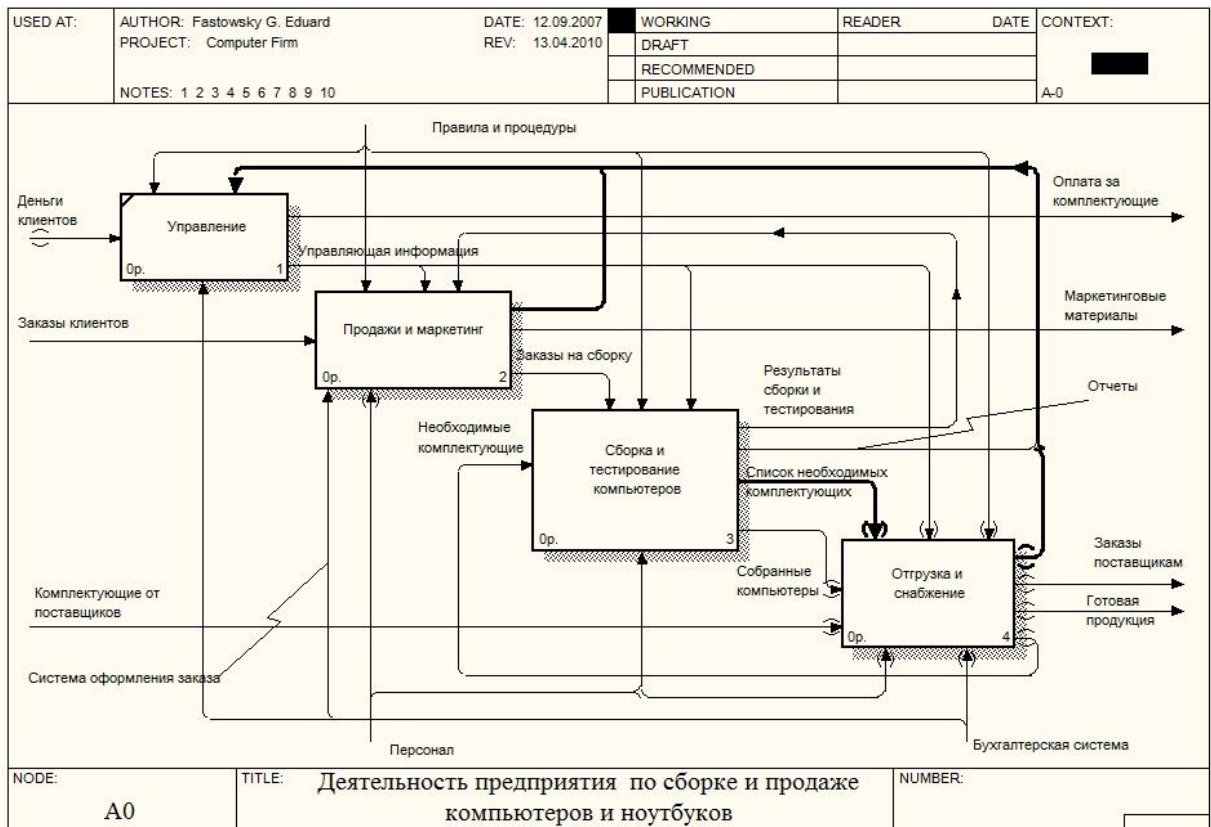 USED AT:
AUTHOR: Fastowsky G. Eduard
DATE: 12.09.2007
WORKING
READER
DATE
CONTEXT:
PROJECT: Computer Firm
REV: 13.04.2010
DRAFT
RECOMMENDED
NOTES: 1 2 3 4 5 6 7 8 9 10
PUBLICATION
A-0
Правила и процедуры
Деньги
клиентов
Оплата за
комплектующие
Управление
0р.
1
Управляющая информация
Заказы клиентов
Маркетинговые
материалы
Продажи и маркетинг
0р.
2
Заказы на сборку
Результаты
сборки и
тестирования
Отчеты
Необходимые
комплектующие
Сборка и
тестирование
компьютеров
0р.
3
Список необходимых
комплектующих
Собранные
компьютеры
Отгрузка и
снабжение
0р.
4
Заказы
поставщикам
Готовая
продукция
Комплектующие от
поставщиков
Система оформления заказа
Персонал
Бухгалтерская система
NODE:
A0
TITLE:
Деятельность предприятия по сборке и продаже
компьютеров и ноутбуков
NUMBER: